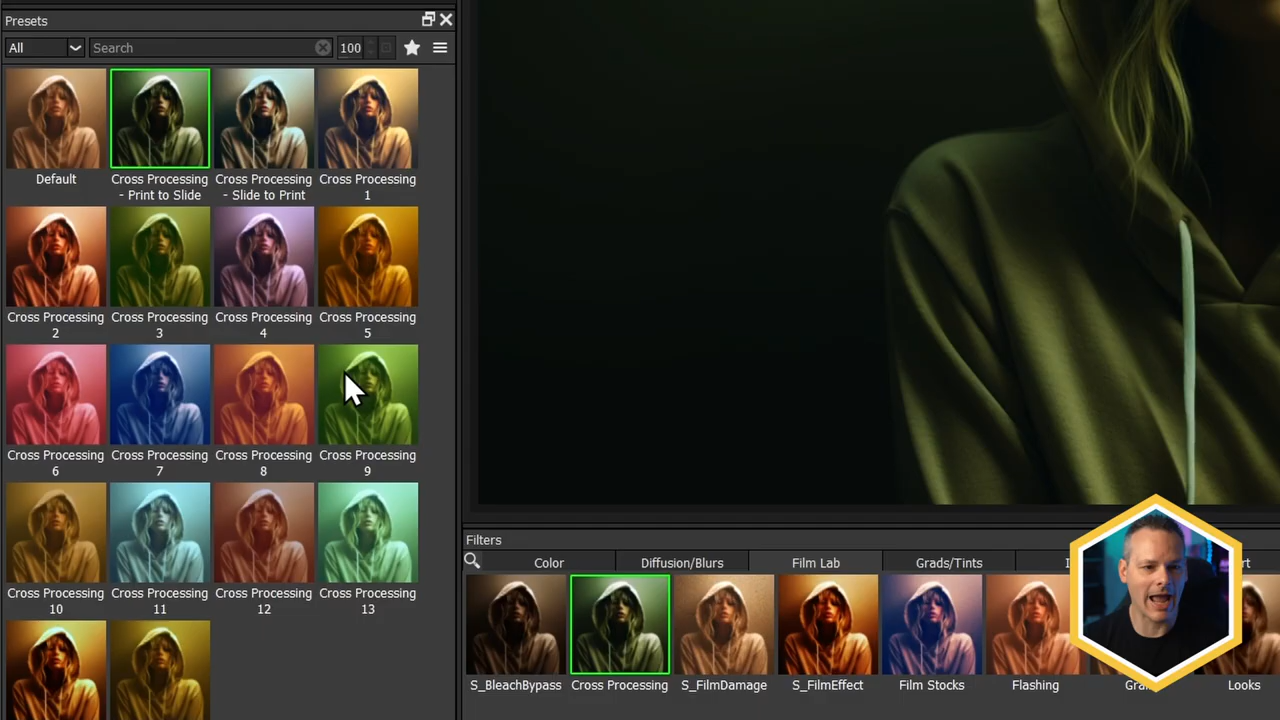 Presets
All
Search
100
Default
Cross Processing
- Print to Slide
Cross Processing
- Slide to Print
Cross Processing
1
Cross Processing
2
Cross Processing
3
Cross Processing
4
Cross Processing
5
Cross Processing
6
Cross Processing
7
Cross Processing
8
Cross Processing
9
Cross Processing
10
Cross Processing
11
Cross Processing
12
Cross Processing
13
Filters
Color
Diffusion/Blurs
Film Lab
Grads/Tints
S_BleachBypass
Cross Processing
S_FilmDamage
S_FilmEffect
Film Stocks
Flashing
Looks